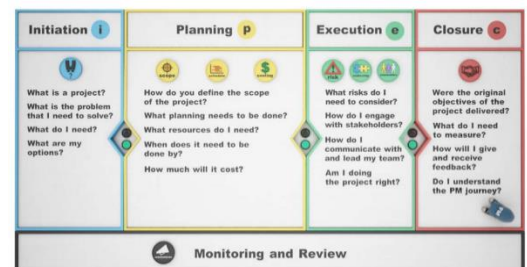 Initiation i
What is a project?
What is the problem
that I need to solve?
What do I need?
What are my
options?
Planning p
scope
$
How do you define the scope
of the project?
What planning needs to be done?
What resources do I need?
When does it need to be
done by?
How much will it cost?
Execution e
risk
What risks do I
need to consider?
How do I engage
with stakeholders?
How do I
communicate with
and lead my team?
Am I doing
the project right?
Closure c
Were the original
objectives of the
project delivered?
What do I need
to measure?
How will I give
and receive
feedback?
Do I understand
the PM journey?
Monitoring and Review